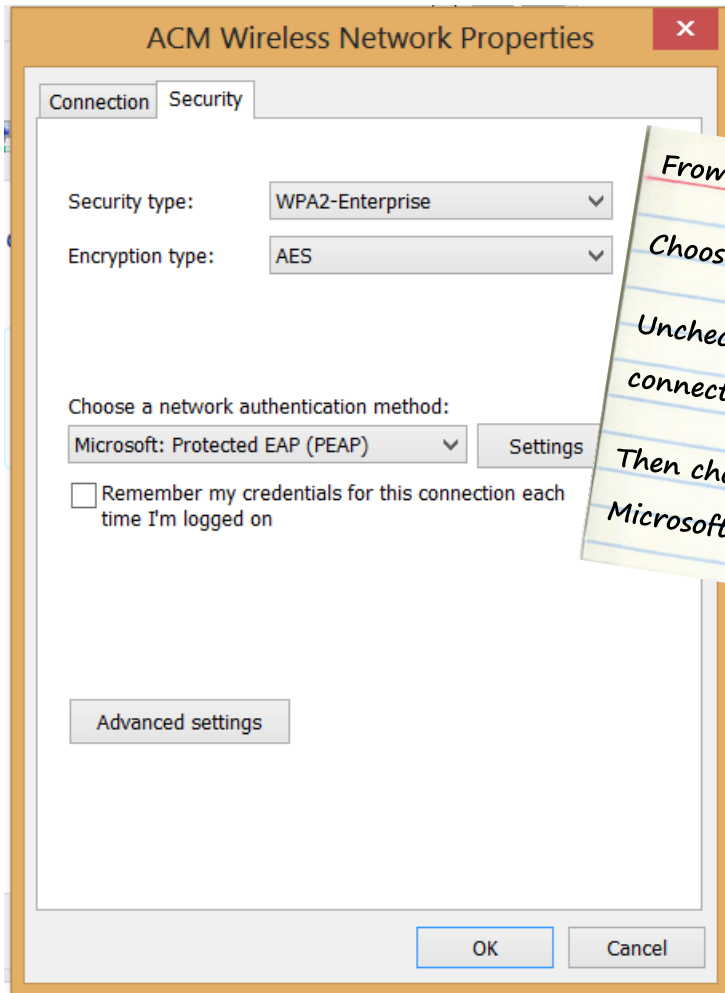 ACM Wireless Network Properties
Connection Security
Security type: WPA2-Enterprise
Encryption type: AES
Choose a network authentication method:
Microsoft: Protected EAP (PEAP) Settings
Remember my credentials for this connection each
time I'm logged on
Advanced settings
OK Cancel
From
Choos
Unchec
connect
Then cho
Microsoft